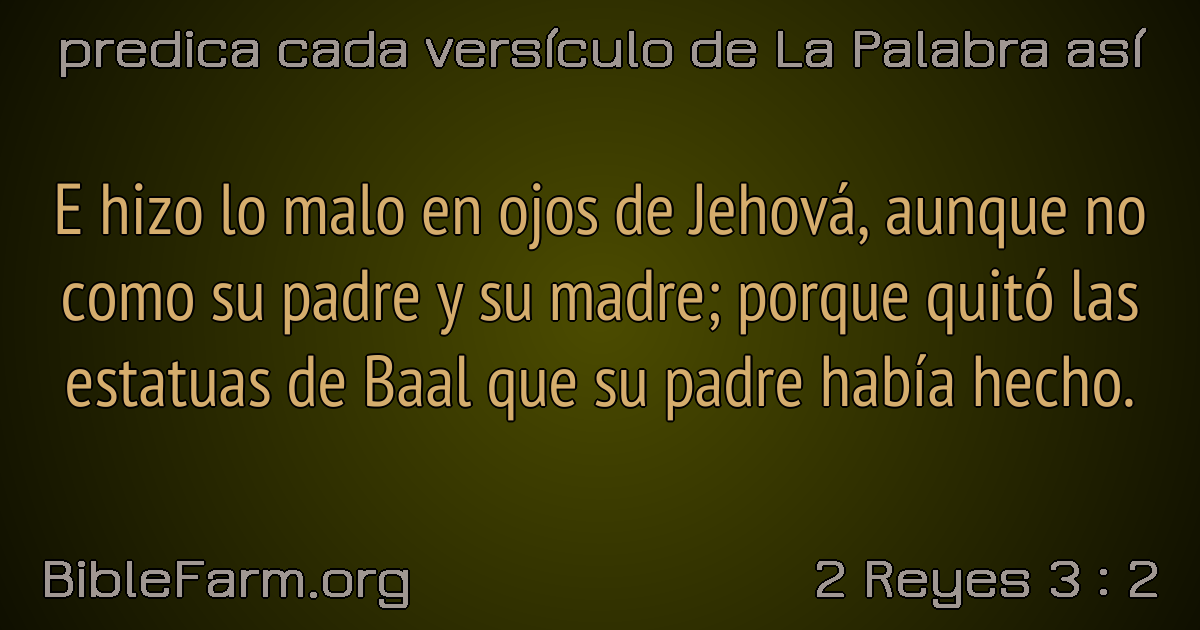 predica cada versículo de La Palabra así
E hizo lo malo en ojos de Jehová, aunque no
como su padre y su madre; porque quitó las
estatuas de Baal que su padre había hecho.
BibleFarm.org
2 Reyes 3 : 2